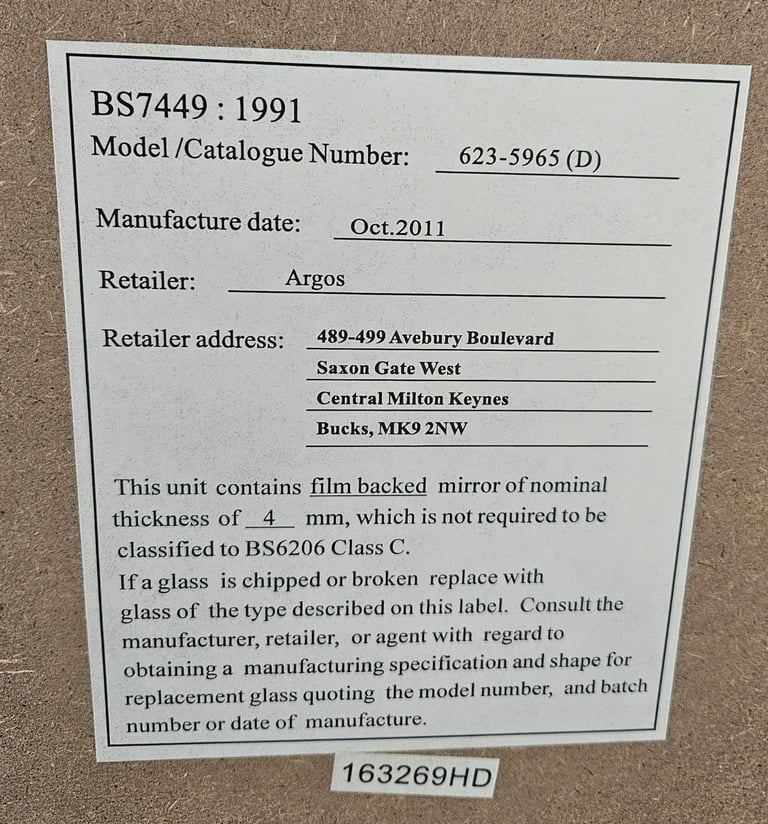 BS7449 : 1991
Model /Catalogue Number: 623-5965 (D)
Manufacture date: Oct.2011
Retailer: Argos
Retailer address: 489-499 Avebury Boulevard
Saxon Gate West
Central Milton Keynes
Bucks, MK9 2NW
This unit contains film backed mirror of nominal
thickness of 4 mm, which is not required to be
classified to BS6206 Class C.
If a glass is chipped or broken replace with
glass of the type described on this label. Consult the
manufacturer, retailer, or agent with regard to
obtaining a manufacturing specification and shape for
replacement glass quoting the model number, and batch
number or date of manufacture.
163269HD